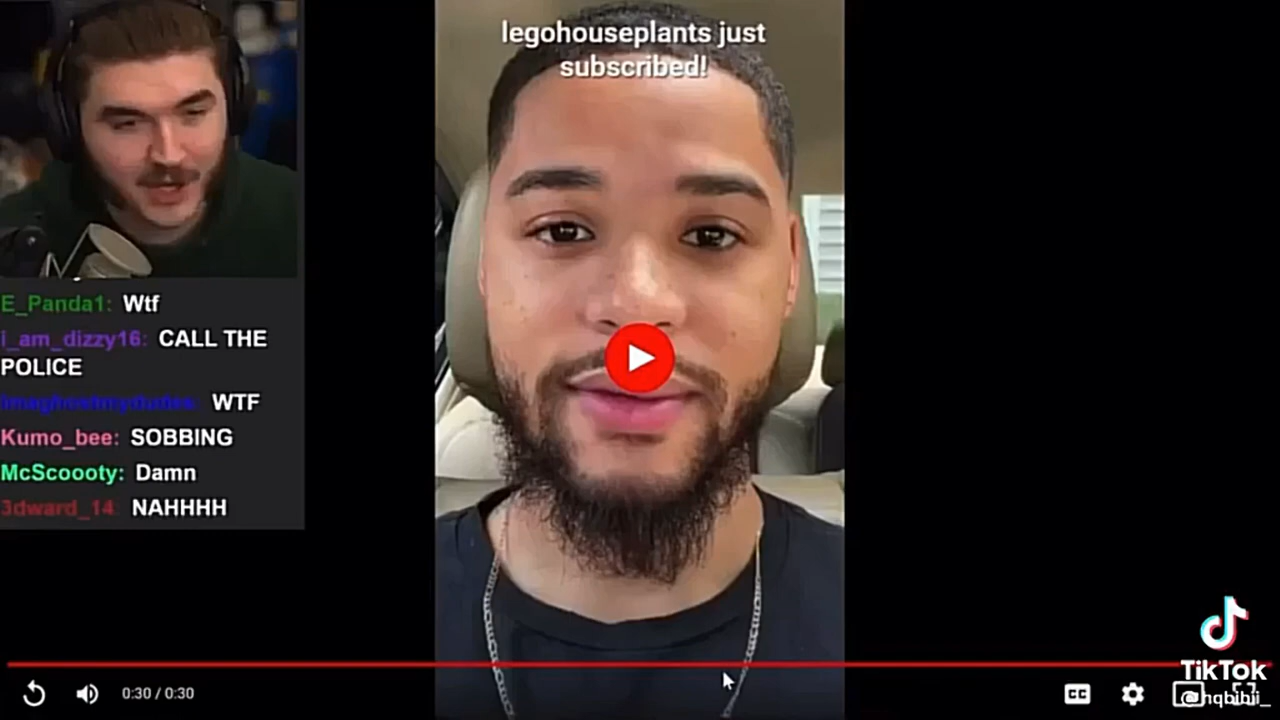 legohouseplants just
subscribed!
E_Panda1: Wtf
i_am_dizzy16: CALL THE
POLICE
WTF
Kumo_bee: SOBBING
McScoooty: Damn
3dward_14: NAHHHH
0:30 / 0:30
CC
TikTok